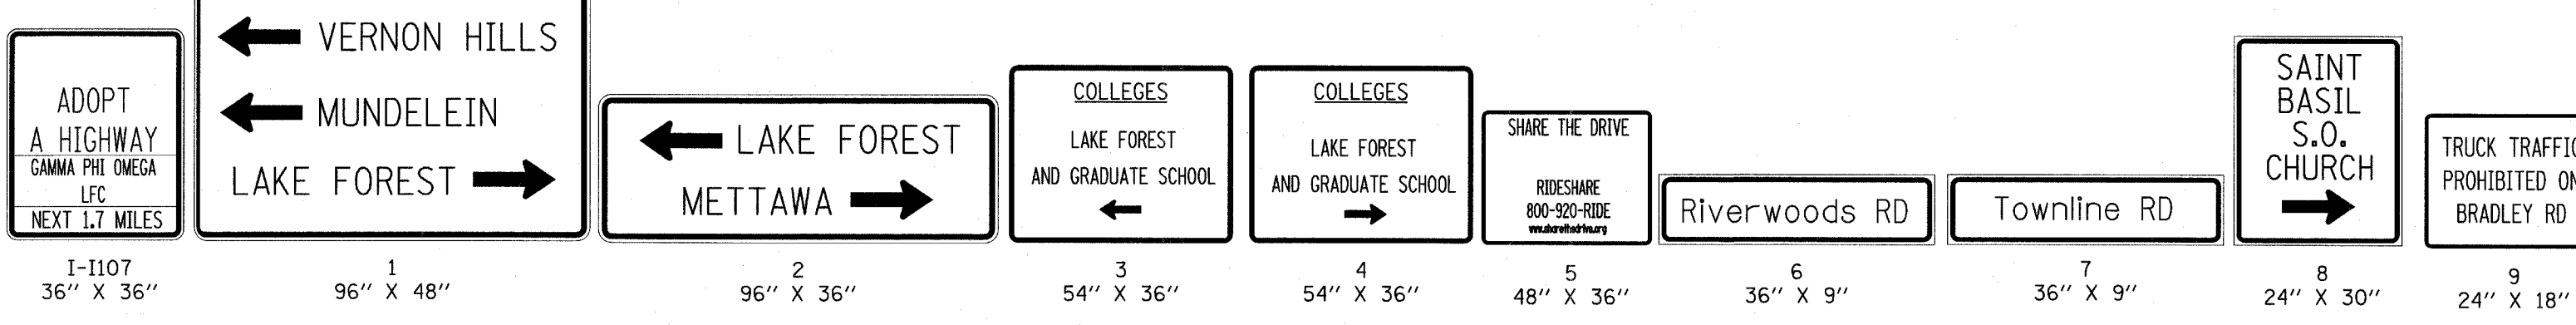 ADOPT
A HIGHWAY
GAMMA PHI OMEGA
LFC
NEXT 1.7 MILES
I-I107
36" X 36"
VERNON HILLS
MUNDELEIN
LAKE FOREST
1
96" X 48"
LAKE FOREST
METTAWA
2
96" X 36"
COLLEGES
LAKE FOREST
AND GRADUATE SCHOOL
3
54" X 36"
COLLEGES
LAKE FOREST
AND GRADUATE SCHOOL
4
54" X 36"
SHARE THE DRIVE
RIDESHARE
800-920-RIDE
www.sharethedrive.org
5
48" X 36"
Riverwoods RD
6
36" X 9"
Townline RD
7
36" X 9"
SAINT
BASIL
S.O.
CHURCH
8
24" X 30"
TRUCK TRAFFIC
PROHIBITED ON
BRADLEY RD
9
24" X 18"